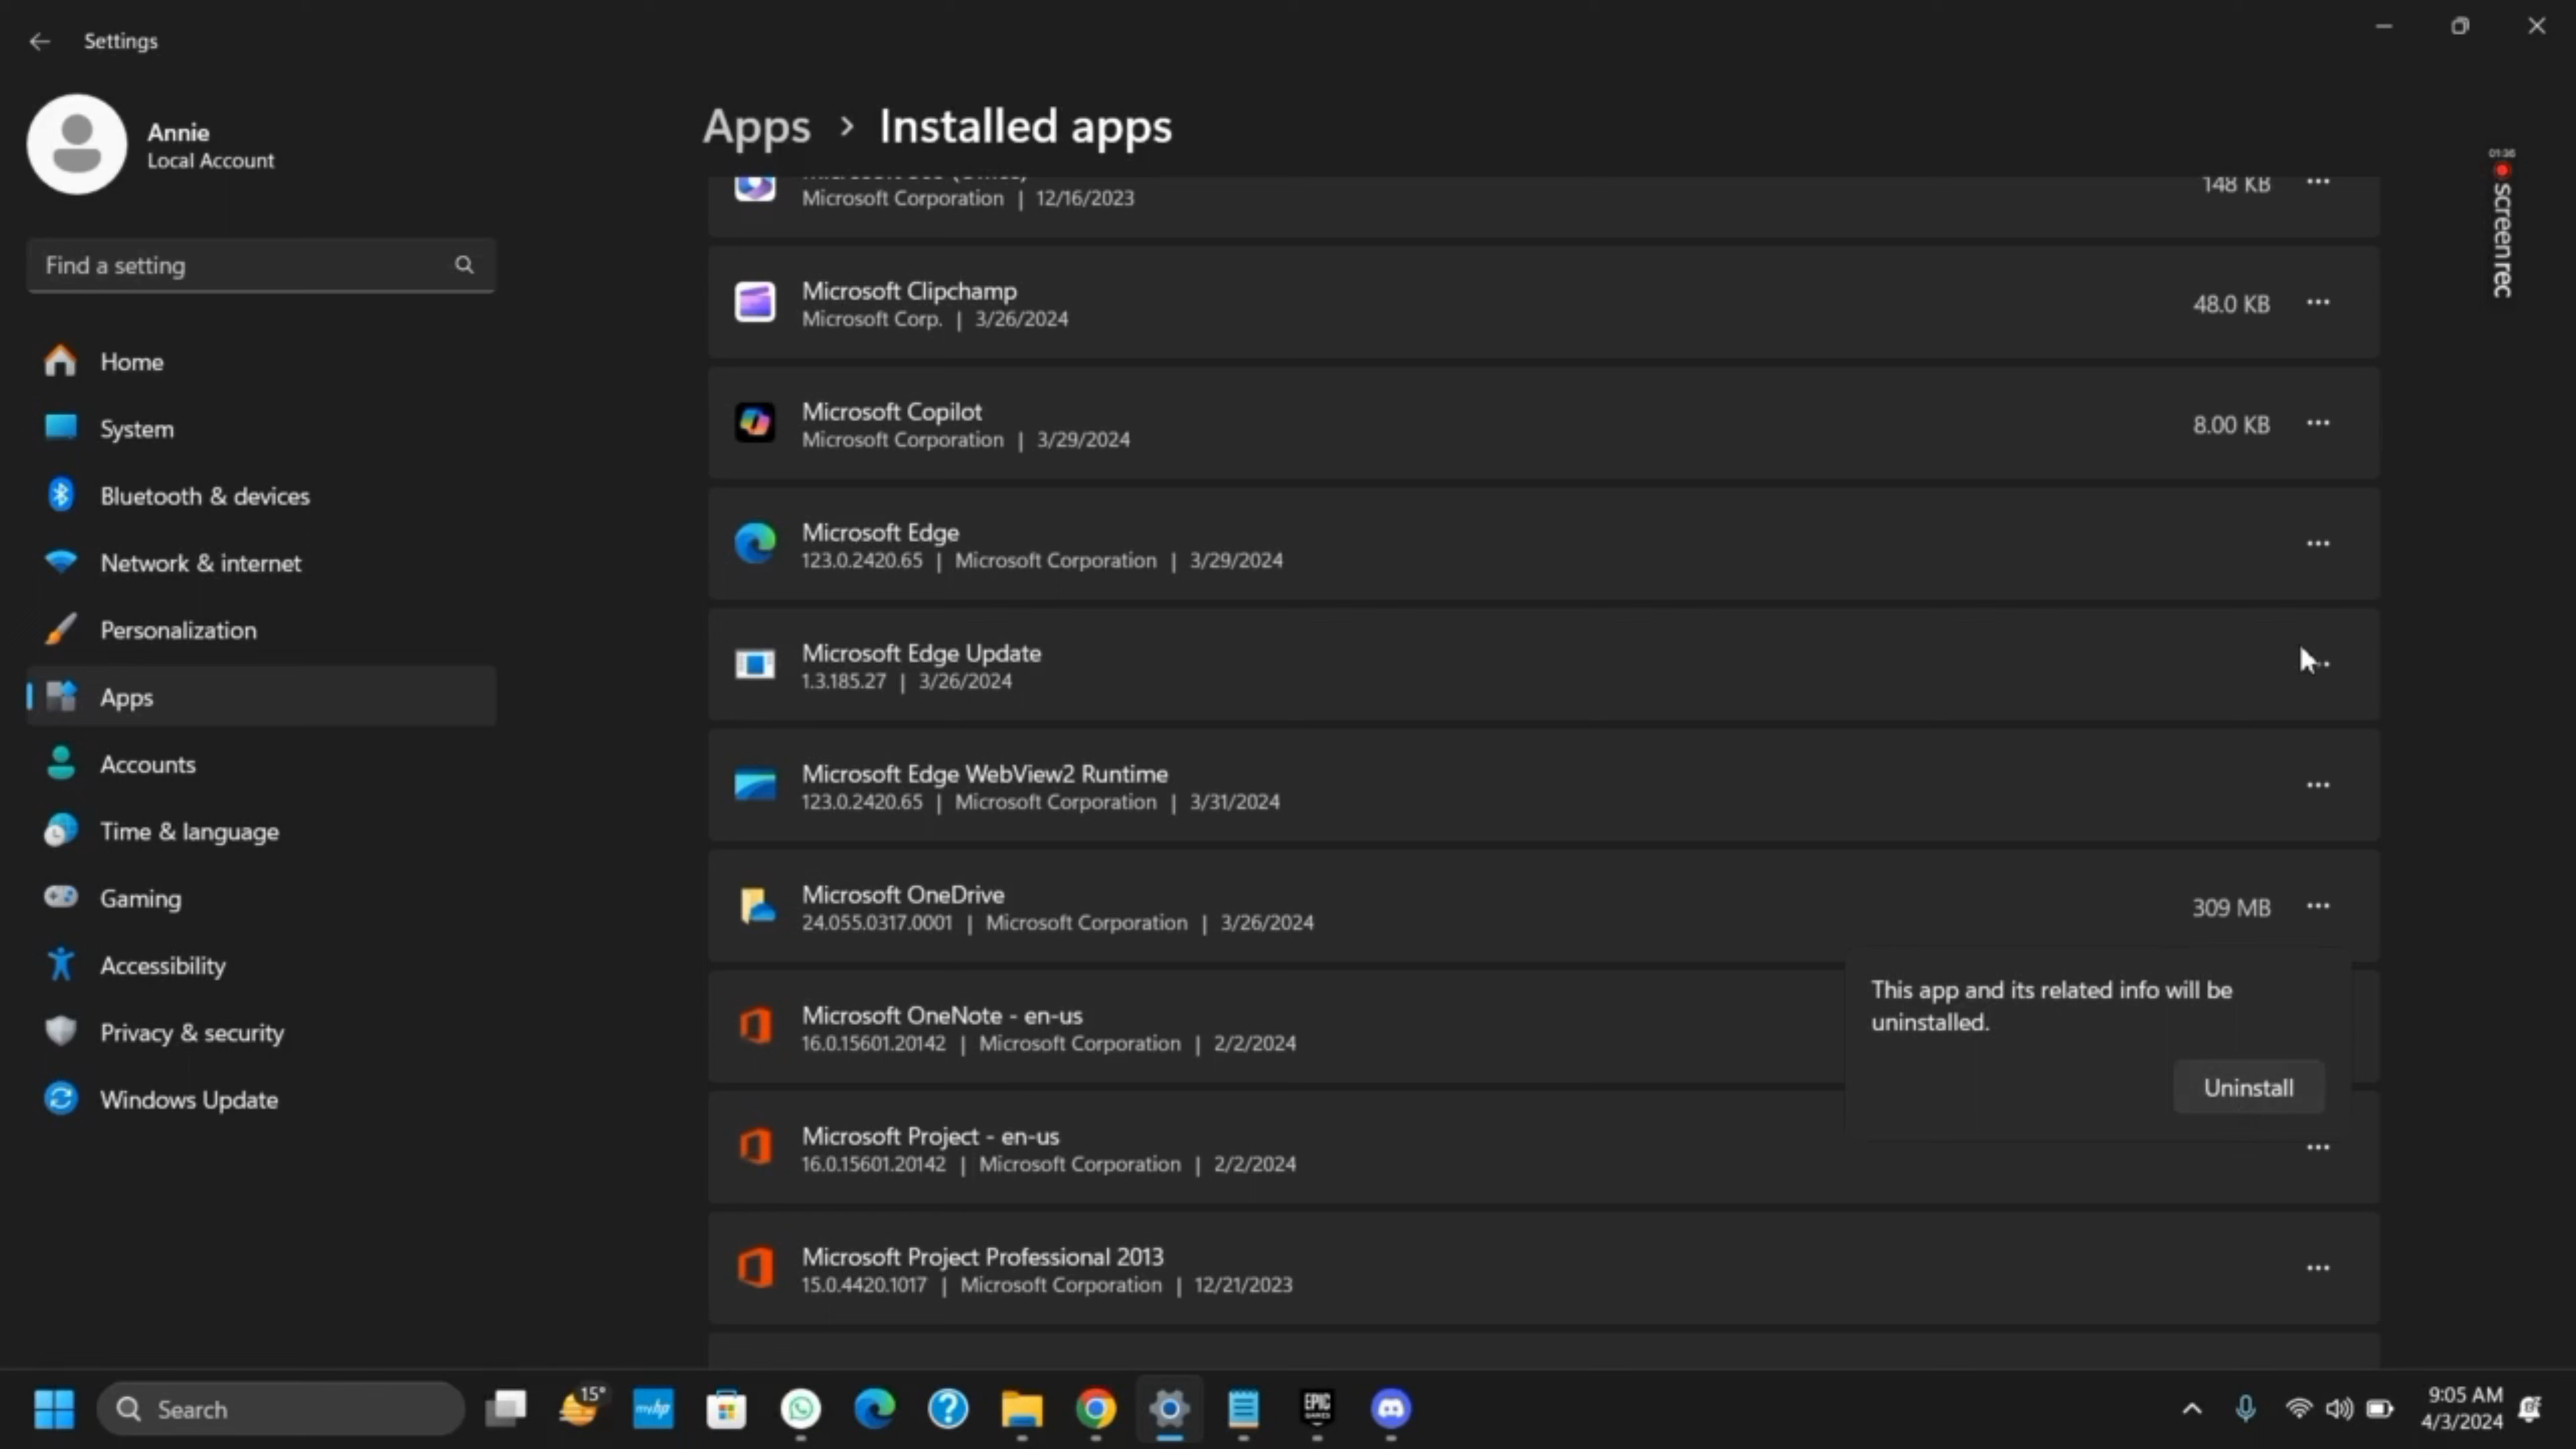 Settings
Annie
Local Account
Find a setting
Home
System
Bluetooth & devices
Network & internet
Personalization
Apps
Accounts
Time & language
Gaming
Accessibility
Privacy & security
Windows Update
Apps > Installed apps
Microsoft Corporation | 12/16/2023
148 KB
Microsoft Clipchamp
Microsoft Corp. | 3/26/2024
48.0 KB
Microsoft Copilot
Microsoft Corporation | 3/29/2024
8.00 KB
Microsoft Edge
123.0.2420.65 | Microsoft Corporation | 3/29/2024
Microsoft Edge Update
1.3.185.27 | 3/26/2024
Microsoft Edge WebView2 Runtime
123.0.2420.65 | Microsoft Corporation | 3/31/2024
Microsoft OneDrive
24.055.0317.0001 | Microsoft Corporation | 3/26/2024
309 MB
Microsoft OneNote - en-us
16.0.15601.20142 | Microsoft Corporation | 2/2/2024
This app and its related info will be
uninstalled.
Uninstall
Microsoft Project - en-us
16.0.15601.20142 | Microsoft Corporation | 2/2/2024
Microsoft Project Professional 2013
15.0.4420.1017 | Microsoft Corporation | 12/21/2023
01:36
screenrec
Search
15°
myhp
EPIC
GAMES
9:05 AM
4/3/2024